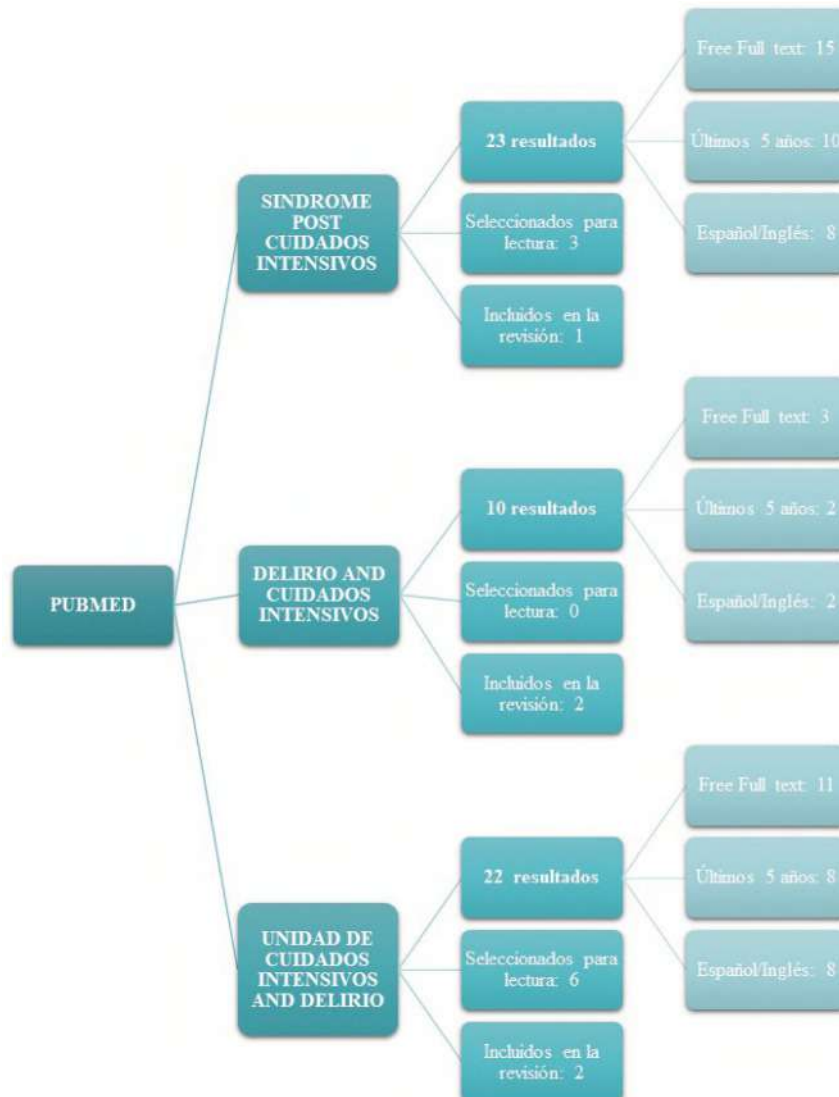 PUBMED
SINDROME
POST
CUIDADOS
INTENSIVOS
23 resultados
Free Full text: 15
Últimos 5 años: 10
Español/Inglés: 8
Seleccionados para
lectura: 3
Incluidos en la
revisión: 1
DELIRIO AND
CUIDADOS
INTENSIVOS
10 resultados
Free Full text: 3
Últimos 5 años: 2
Español/Inglés: 2
Seleccionados para
lectura: 0
Incluidos en la
revisión: 2
UNIDAD DE
CUIDADOS
INTENSIVOS
AND DELIRIO
22 resultados
Free Full text: 11
Últimos 5 años: 8
Español/Inglés: 8
Seleccionados para
lectura: 6
Incluidos en la
revisión: 2